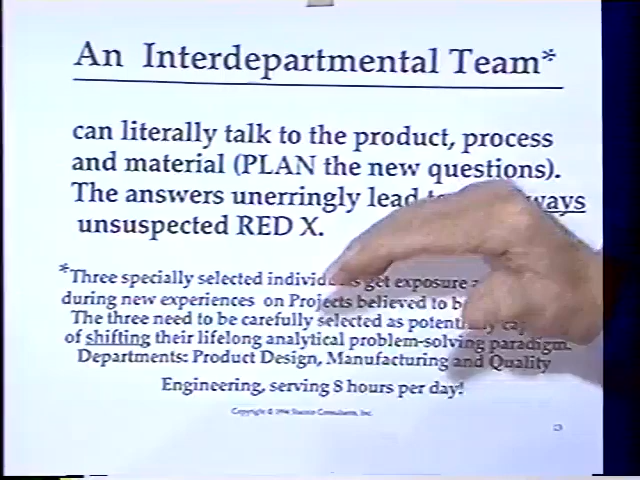 An Interdepartmental Team*
can literally talk to the product, process
and material (PLAN the new questions).
The answers unerringly lead ways
unsuspected RED X.
*Three specially selected get exposure
during new experiences on Projects believed to
The three need to be carefully selected as
of shifting their lifelong analytical problem-solving paradigm.
Departments: Product Design, Manufacturing and Quality
Engineering, serving 8 hours per day!
Copyright © Consultants, Inc.